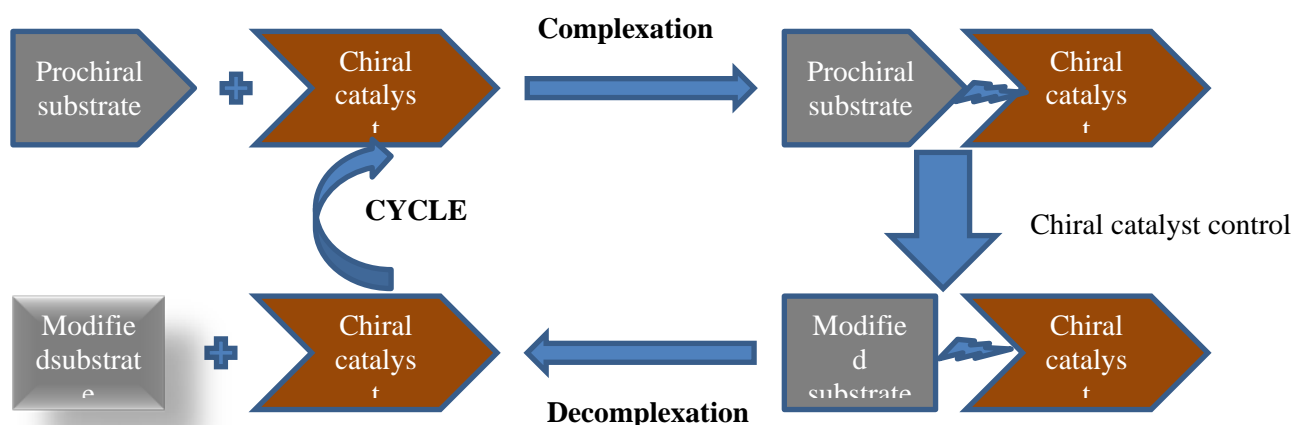 Complexation
Prochiral
substrate
Chiral
catalys
t
Prochiral
substrate
Chiral
catalys
t
CYCLE
Chiral catalyst control
Modifie
dsubstrat
e
Chiral
catalys
t
Modifie
d
substrate
Chiral
catalys
t
Decomplexation